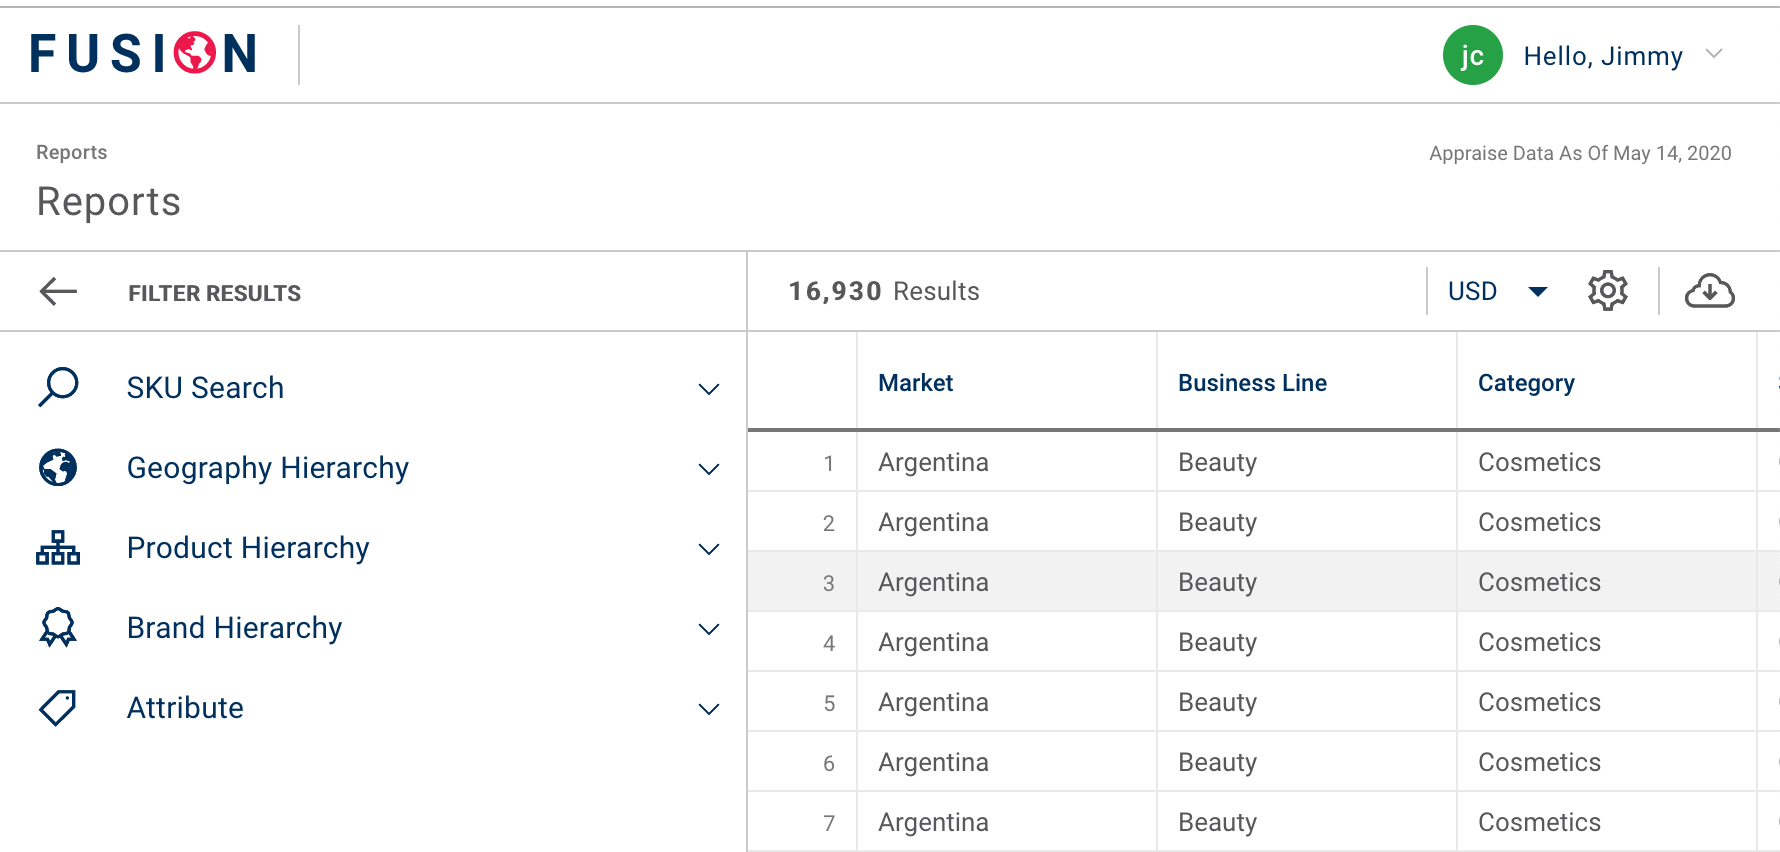 FUSION
jc Hello, Jimmy
Reports
Appraise Data As Of May 14, 2020
Reports
FILTER RESULTS
16,930 Results
USD
SKU Search
Geography Hierarchy
Product Hierarchy
Brand Hierarchy
Attribute
Market Business Line Category
1 Argentina Beauty Cosmetics
2 Argentina Beauty Cosmetics
3 Argentina Beauty Cosmetics
4 Argentina Beauty Cosmetics
5 Argentina Beauty Cosmetics
6 Argentina Beauty Cosmetics
7 Argentina Beauty Cosmetics